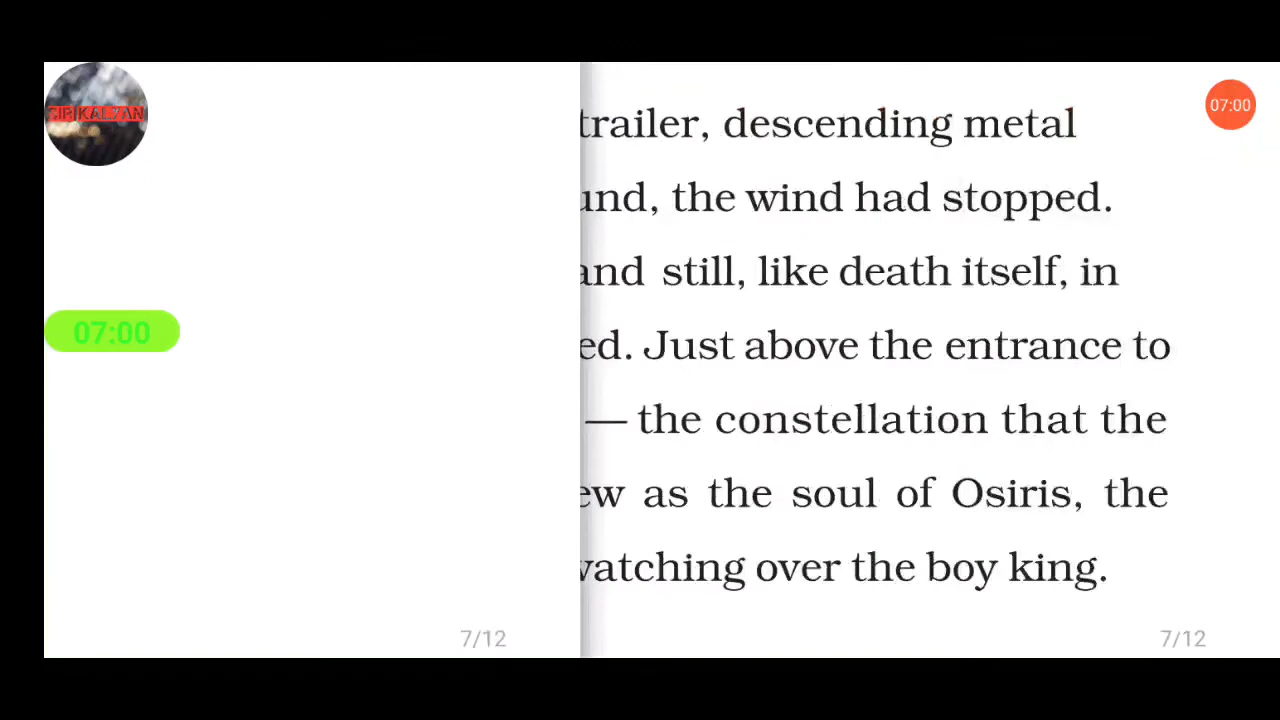 trailer, descending metal
07:00
und, the wind had stopped.
and still, like death itself, in
07:00
ed. Just above the entrance to
— the constellation that the
ew as the soul of Osiris, the
watching over the boy king.
7/12
7/12